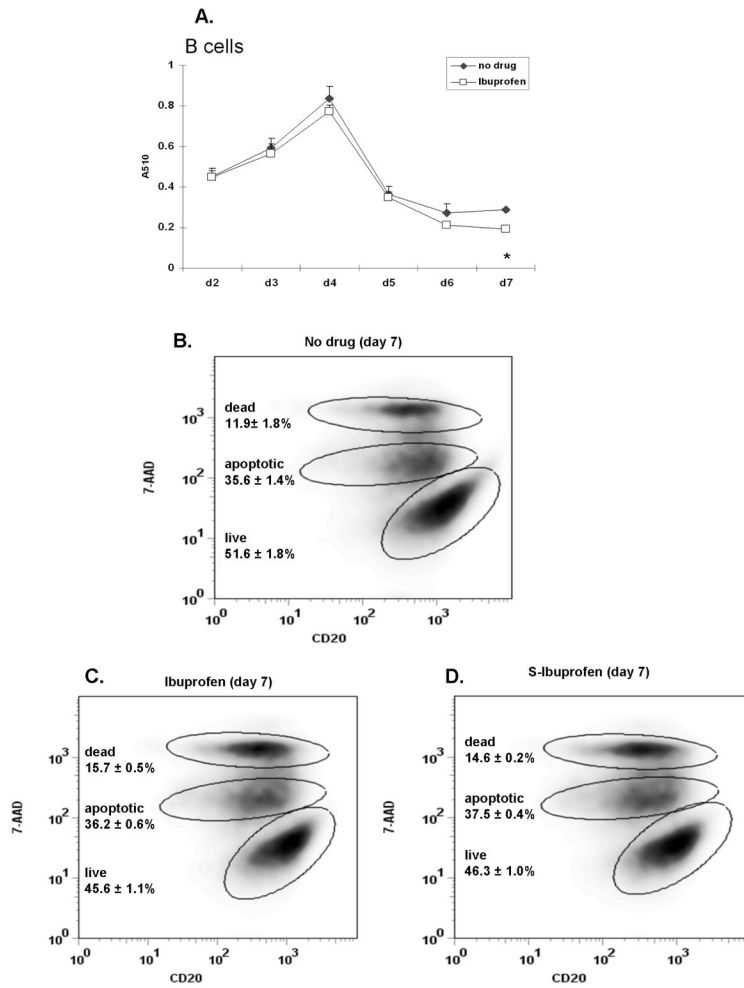 A.
B cells
no drug
Ibuprofen
1
0.8
0.6
0.4
0.2
0
A510
*
d2 d3 d4 d5 d6 d7
B.
No drug (day 7)
dead
11.9± 1.8%
apoptotic
35.6 ± 1.4%
live
51.6 ± 1.8%
7-AAD
10³
10²
10¹
10⁰
10⁰ 10¹ 10² 10³
CD20
C.
Ibuprofen (day 7)
dead
15.7 ± 0.5%
apoptotic
36.2 ± 0.6%
live
45.6 ± 1.1%
7-AAD
10³
10²
10¹
10⁰
10⁰ 10¹ 10² 10³
CD20
D.
S-Ibuprofen (day 7)
dead
14.6 ± 0.2%
apoptotic
37.5 ± 0.4%
live
46.3 ± 1.0%
7-AAD
10³
10²
10¹
10⁰
10⁰ 10¹ 10² 10³
CD20